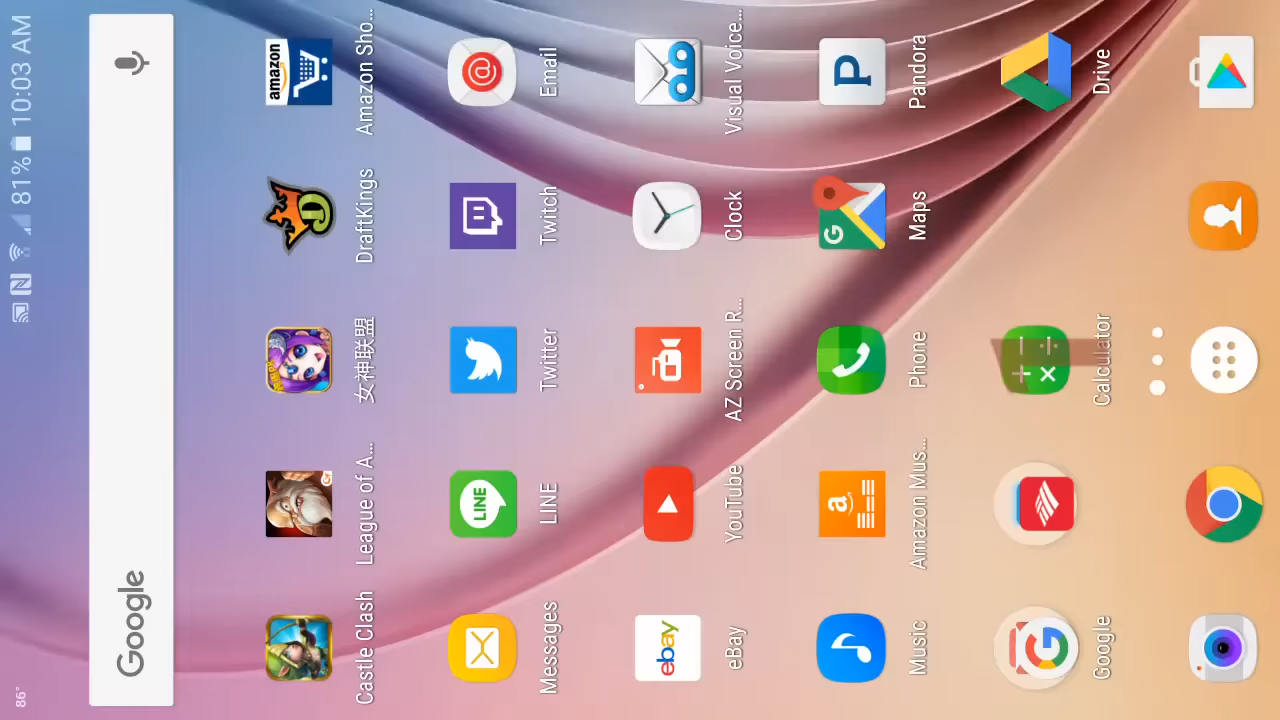 86° 81% 10:03 AM
Google
amazon
Castle Clash League of A... 女神联盟 DraftKings Amazon Sho...
LINE
Messages LINE Twitter Twitch Email
ebay
eBay YouTube AZ Screen R... Clock Visual Voice...
Music Amazon Mus... Phone Maps Pandora
Google Calculator Drive